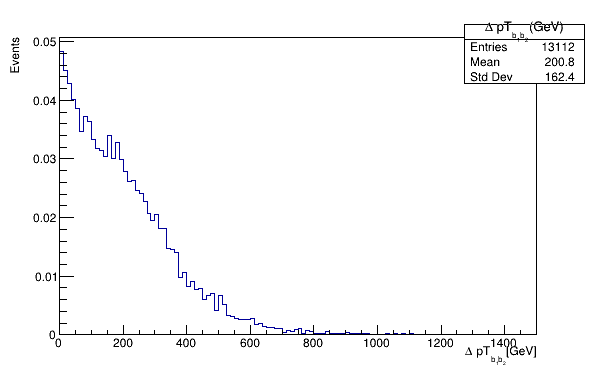 Δ pT_b₁b₂(GeV)
Entries 13112
Mean 200.8
Std Dev 162.4
Events
0.05
0.04
0.03
0.02
0.01
0
0 200 400 600 800 1000 1200 1400
Δ pT_b₁b₂[GeV]